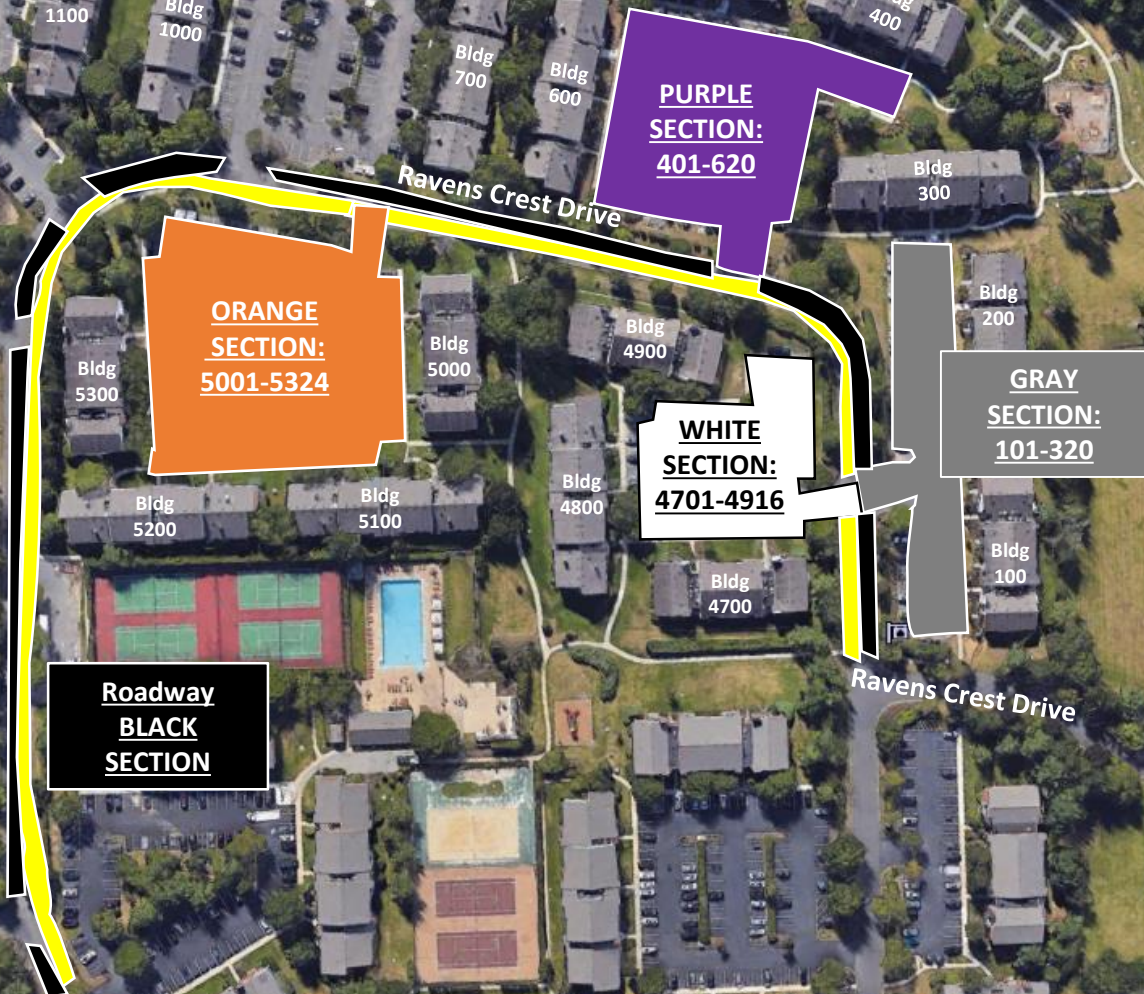 1100
Bldg
1000
Bldg
700
Bldg
600
400
PURPLE
SECTION:
401-620
Bldg
300
Ravens Crest Drive
ORANGE
SECTION:
5001-5324
Bldg
5300
Bldg
5000
Bldg
4900
Bldg
200
GRAY
SECTION:
101-320
WHITE
SECTION:
4701-4916
Bldg
4800
Bldg
5200
Bldg
5100
Bldg
4700
Bldg
100
Roadway
BLACK
SECTION
Ravens Crest Drive